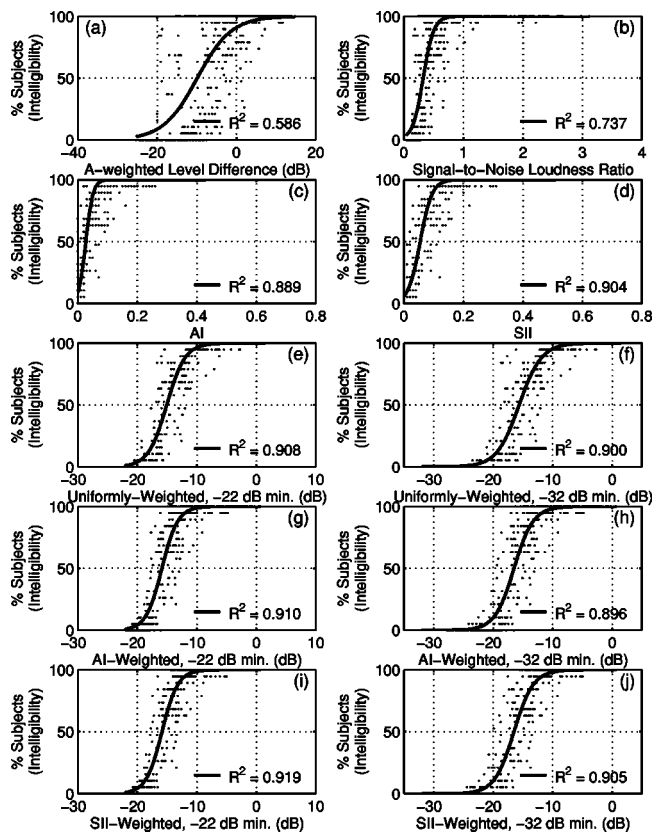 % Subjects
(Intelligibility)
100
50
0
(a)
R² = 0.586
−40 −20 0 20
A−weighted Level Difference (dB)
% Subjects
(Intelligibility)
100
50
0
(b)
R² = 0.737
0 1 2 3 4
Signal−to−Noise Loudness Ratio
% Subjects
(Intelligibility)
100
50
0
(c)
R² = 0.889
0 0.2 0.4 0.6 0.8
AI
% Subjects
(Intelligibility)
100
50
0
(d)
R² = 0.904
0 0.2 0.4 0.6 0.8
SII
% Subjects
(Intelligibility)
100
50
0
(e)
R² = 0.908
−30 −20 −10 0 10
Uniformly−Weighted, −22 dB min. (dB)
% Subjects
(Intelligibility)
100
50
0
(f)
R² = 0.900
−30 −20 −10 0
Uniformly−Weighted, −32 dB min. (dB)
% Subjects
(Intelligibility)
100
50
0
(g)
R² = 0.910
−30 −20 −10 0 10
AI−Weighted, −22 dB min. (dB)
% Subjects
(Intelligibility)
100
50
0
(h)
R² = 0.896
−30 −20 −10 0
AI−Weighted, −32 dB min. (dB)
% Subjects
(Intelligibility)
100
50
0
(i)
R² = 0.919
−30 −20 −10 0 10
SII−Weighted, −22 dB min. (dB)
% Subjects
(Intelligibility)
100
50
0
(j)
R² = 0.905
−30 −20 −10 0
SII−Weighted, −32 dB min. (dB)